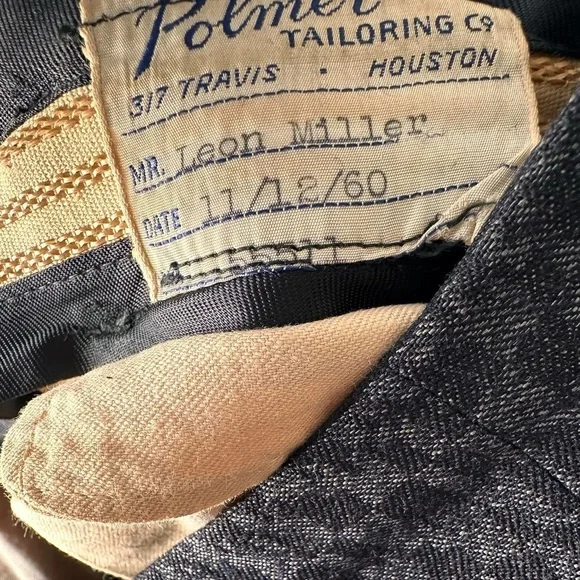 Polmer
TAILORING CO
317 TRAVIS · HOUSTON
MR. Leon Miller
DATE 11/12/60